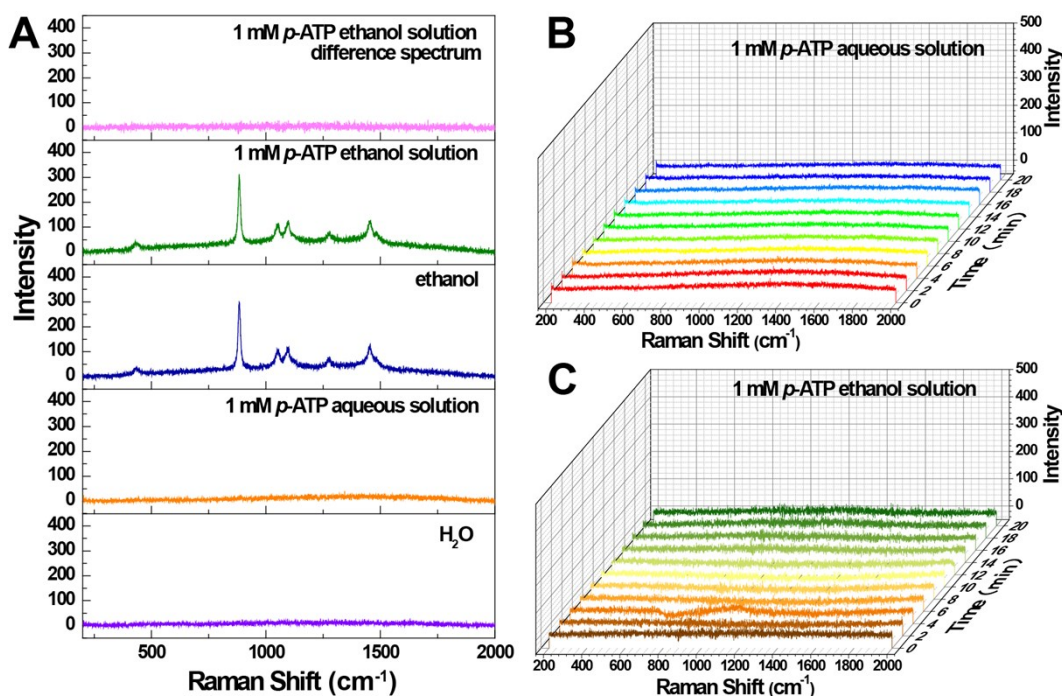 A
1 mM p-ATP ethanol solution
difference spectrum
400
300
200
100
0
1 mM p-ATP ethanol solution
400
300
200
100
0
ethanol
400
300
200
100
0
1 mM p-ATP aqueous solution
400
300
200
100
0
H₂O
400
300
200
100
0
500 1000 1500 2000
Intensity
Raman Shift (cm⁻¹)
B
1 mM p-ATP aqueous solution
500
400
300
200
100
0
Intensity
20
18
16
14
12
10
8
6
4
2
0
Time (min)
200 400 600 800 1000 1200 1400 1600 1800 2000
Raman Shift (cm⁻¹)
C
1 mM p-ATP ethanol solution
500
400
300
200
100
0
Intensity
20
18
16
14
12
10
8
6
4
2
0
Time (min)
200 400 600 800 1000 1200 1400 1600 1800 2000
Raman Shift (cm⁻¹)